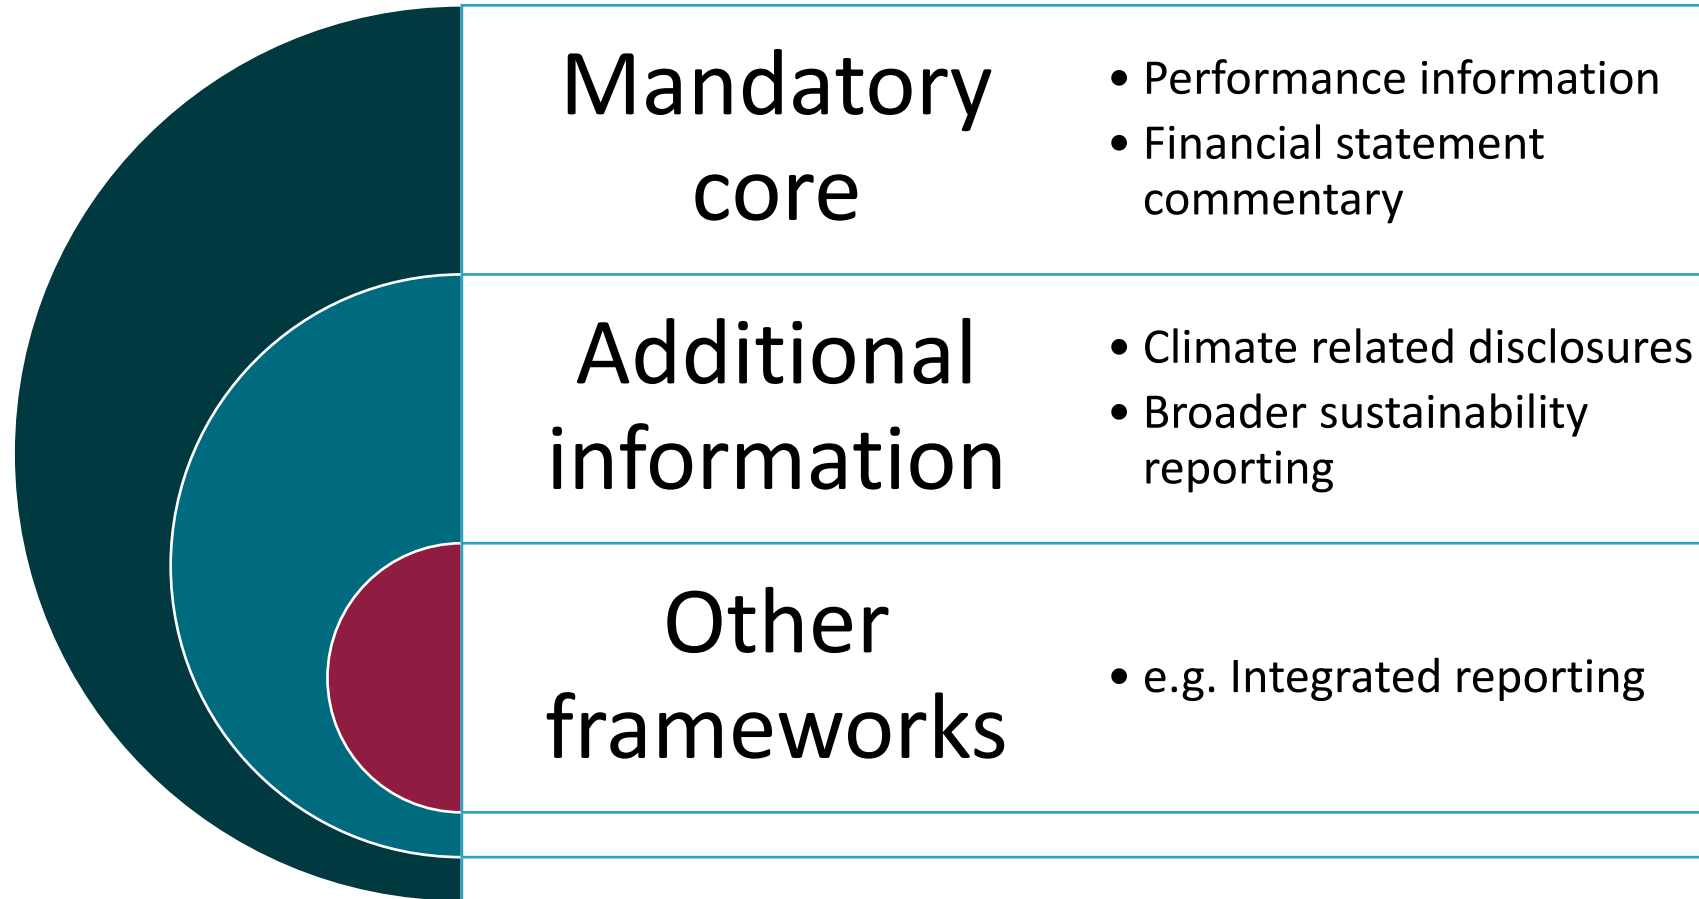 Mandatory
core
• Performance information
• Financial statement
commentary
Additional
information
• Climate related disclosures
• Broader sustainability
reporting
Other
frameworks
• e.g. Integrated reporting